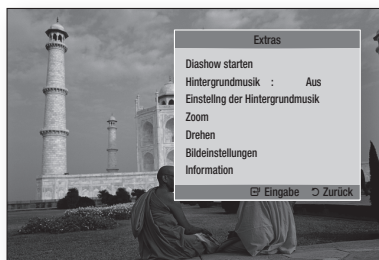 Extras
Diashow starten
Hintergrundmusik : Aus
Einstellng der Hintergrundmusik
Zoom
Drehen
Bildeinstellungen
Information
Eingabe Zurück